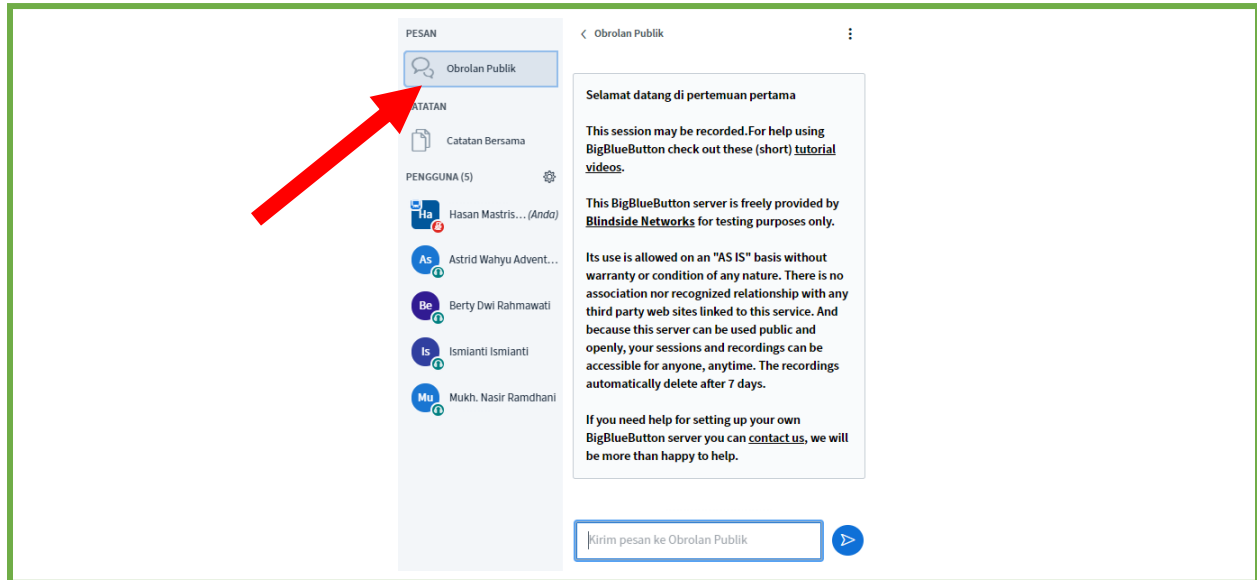 PESAN
Obrolan Publik
ATATAN
Catatan Bersama
PENGGUNA (5)
Ha
Hasan Mastris... (Anda)
As
Astrid Wahyu Advent...
Be
Berty Dwi Rahmawati
Is
Ismianti Ismianti
Mu
Mukh. Nasir Ramdhani
Obrolan Publik
Selamat datang di pertemuan pertama
This session may be recorded.For help using
BigBlueButton check out these (short) tutorial
videos.
This BigBlueButton server is freely provided by
Blindside Networks for testing purposes only.
Its use is allowed on an "AS IS" basis without
warranty or condition of any nature. There is no
association nor recognized relationship with any
third party web sites linked to this service. And
because this server can be used public and
openly, your sessions and recordings can be
accessible for anyone, anytime. The recordings
automatically delete after 7 days.
If you need help for setting up your own
BigBlueButton server you can contact us, we will
be more than happy to help.
Kirim pesan ke Obrolan Publik